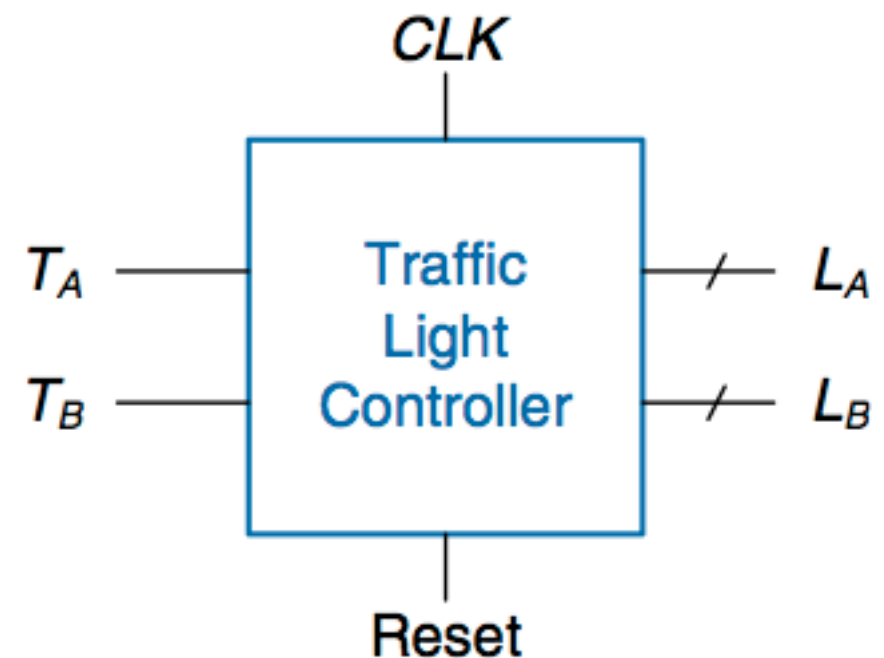 CLK
T_A
Traffic
L_A
Light
T_B
Controller
L_B
Reset